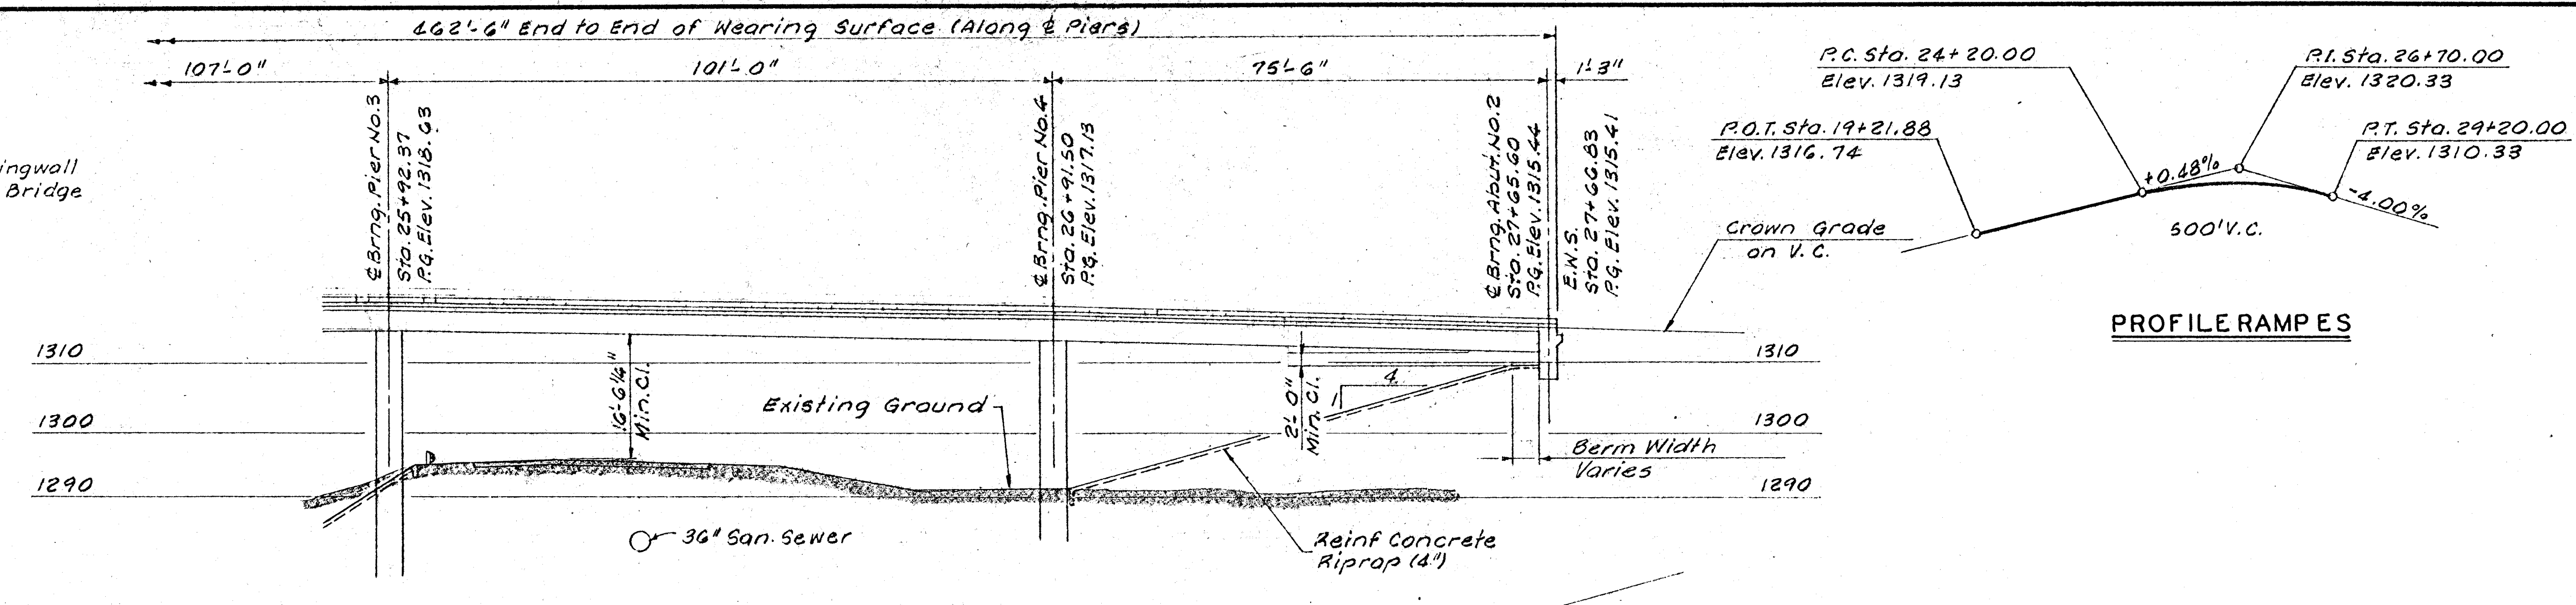 462'-6" End to End of Wearing Surface (Along ℄ Piers)
107'-0"
101'-0"
75'-6"
1'-3"
℄ Brng. Pier No.3
Sta. 25+92.37
P.G. Elev. 1318.63
℄ Brng. Pier No.4
Sta. 26+91.50
P.G. Elev. 1317.13
℄ Brng. Abut. No.2
Sta. 27+65.60
P.G. Elev. 1315.44
E.W.S.
Sta. 27+66.83
P.G. Elev. 1315.41
ingwall
Bridge
P.C. Sta. 24+20.00
Elev. 1319.13
P.I. Sta. 26+70.00
Elev. 1320.33
P.O.T. Sta. 19+21.88
Elev. 1316.74
P.T. Sta. 29+20.00
Elev. 1310.33
+0.48%
-4.00%
500' V.C.
Crown Grade
on V.C.
PROFILE RAMP ES
1310
1310
16'-6 1/4"
Min. Cl.
4
1
Existing Ground
2'-0"
Min. Cl.
1300
1300
Berm Width
Varies
1290
1290
36" San. Sewer
Reinf Concrete
Riprap (4")